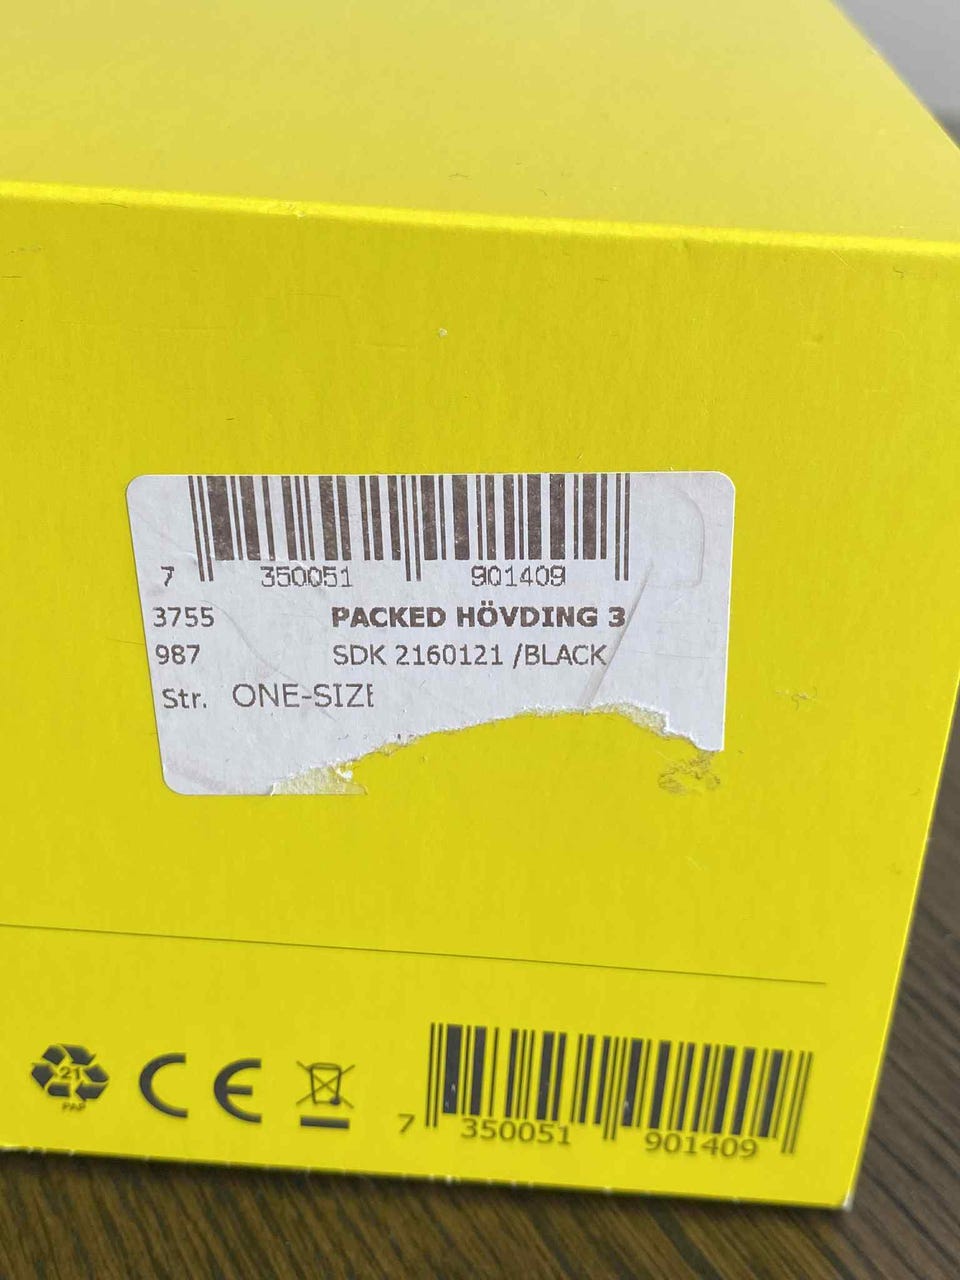 7 350051 901409
3755 PACKED HÖVDING 3
987 SDK 2160121 /BLACK
Str. ONE-SIZE
21
PAP
CE
7 350051 901409